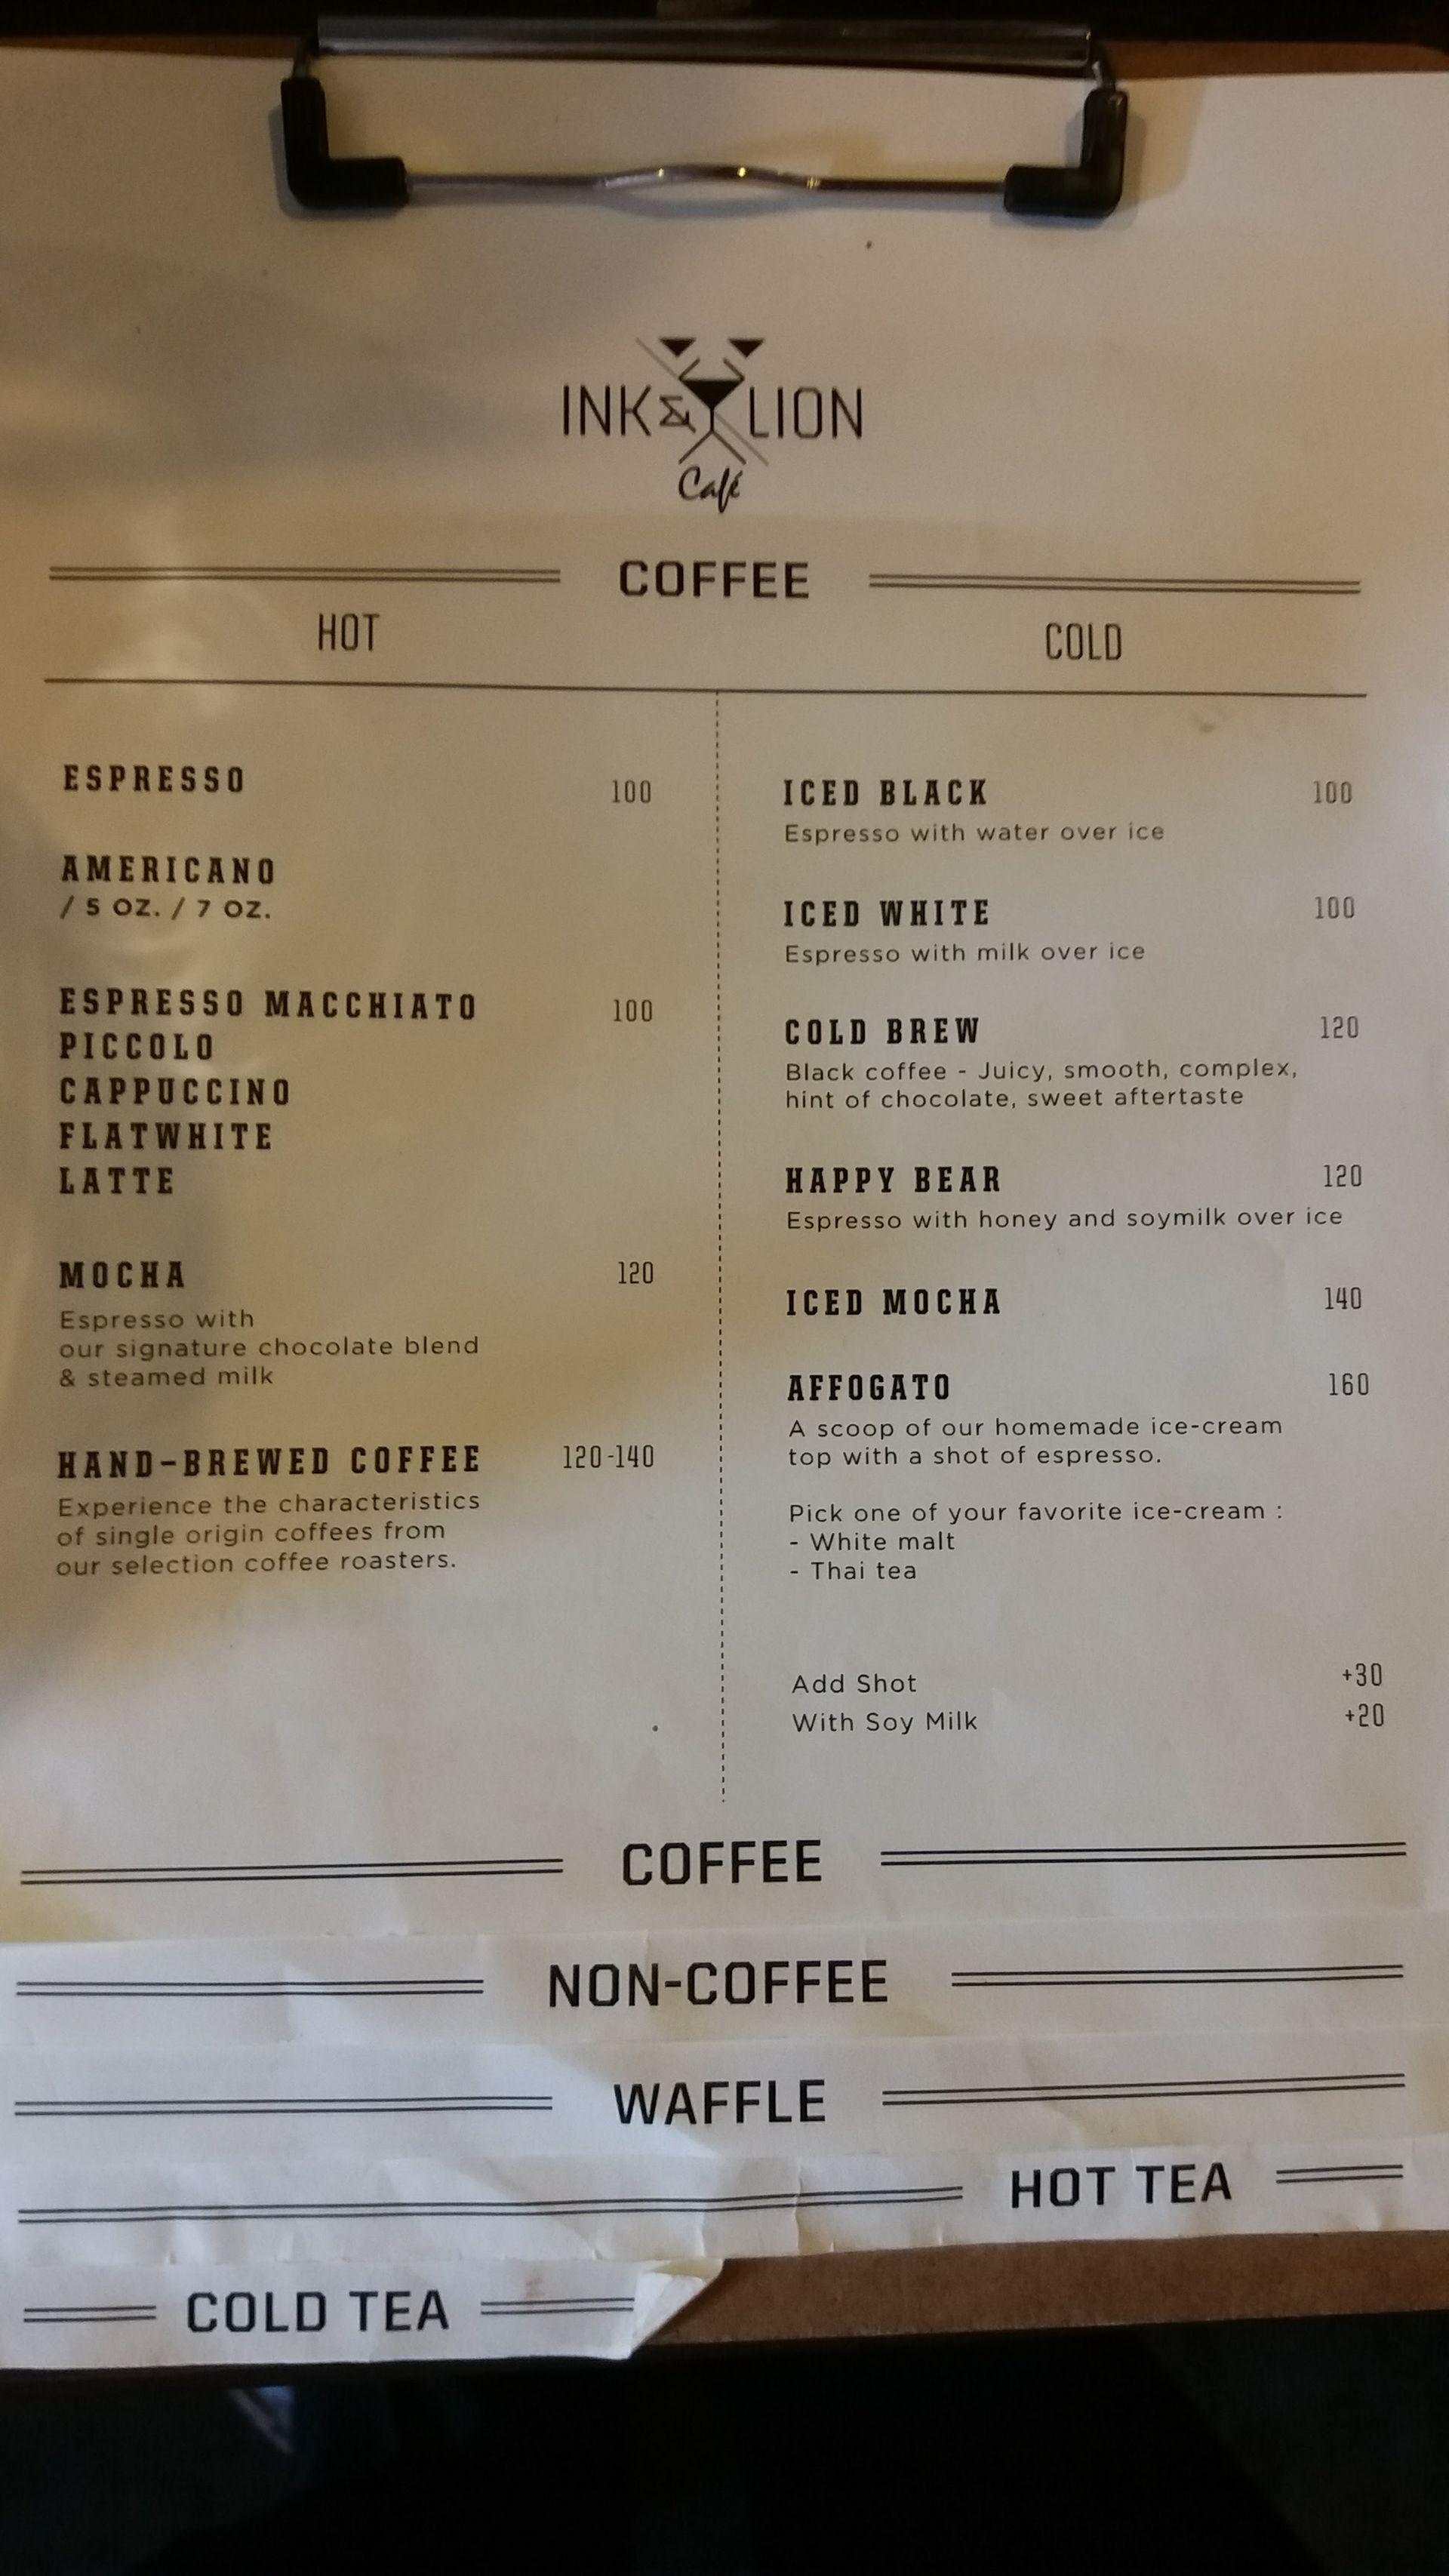 INK & LION
Café
COFFEE
HOT
COLD
ESPRESSO 100
AMERICANO
/ 5 OZ. / 7 OZ.
ESPRESSO MACCHIATO 100
PICCOLO
CAPPUCCINO
FLATWHITE
LATTE
MOCHA 120
Espresso with
our signature chocolate blend
& steamed milk
HAND-BREWED COFFEE 120-140
Experience the characteristics
of single origin coffees from
our selection coffee roasters.
ICED BLACK 100
Espresso with water over ice
ICED WHITE 100
Espresso with milk over ice
COLD BREW 120
Black coffee - Juicy, smooth, complex,
hint of chocolate, sweet aftertaste
HAPPY BEAR 120
Espresso with honey and soymilk over ice
ICED MOCHA 140
AFFOGATO 160
A scoop of our homemade ice-cream
top with a shot of espresso.
Pick one of your favorite ice-cream :
- White malt
- Thai tea
Add Shot +30
With Soy Milk +20
COFFEE
NON-COFFEE
WAFFLE
HOT TEA
COLD TEA